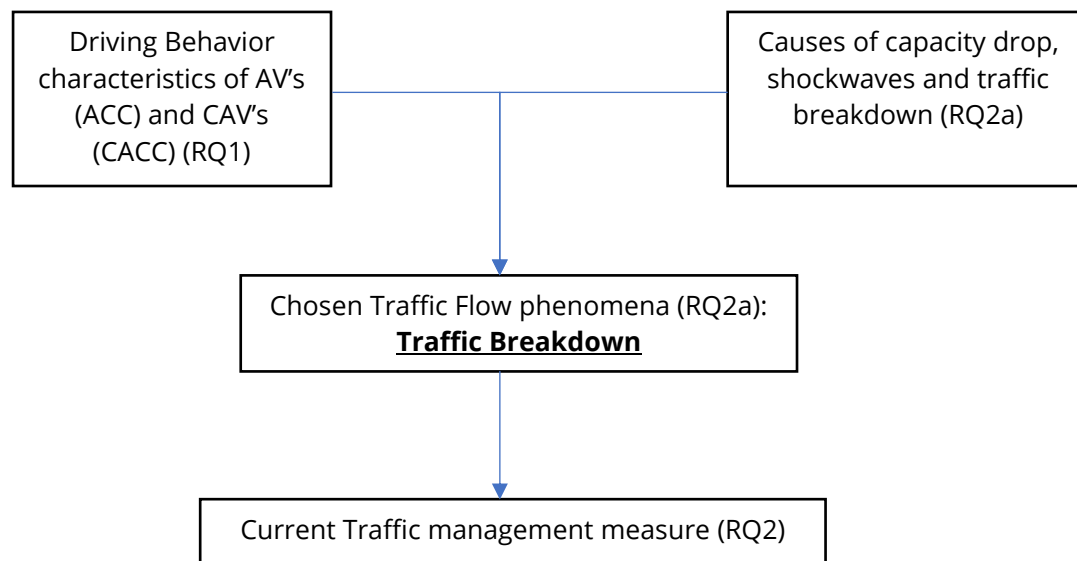 Driving Behavior
characteristics of AV's
(ACC) and CAV's
(CACC) (RQ1)
Causes of capacity drop,
shockwaves and traffic
breakdown (RQ2a)
Chosen Traffic Flow phenomena (RQ2a):
Traffic Breakdown
Current Traffic management measure (RQ2)